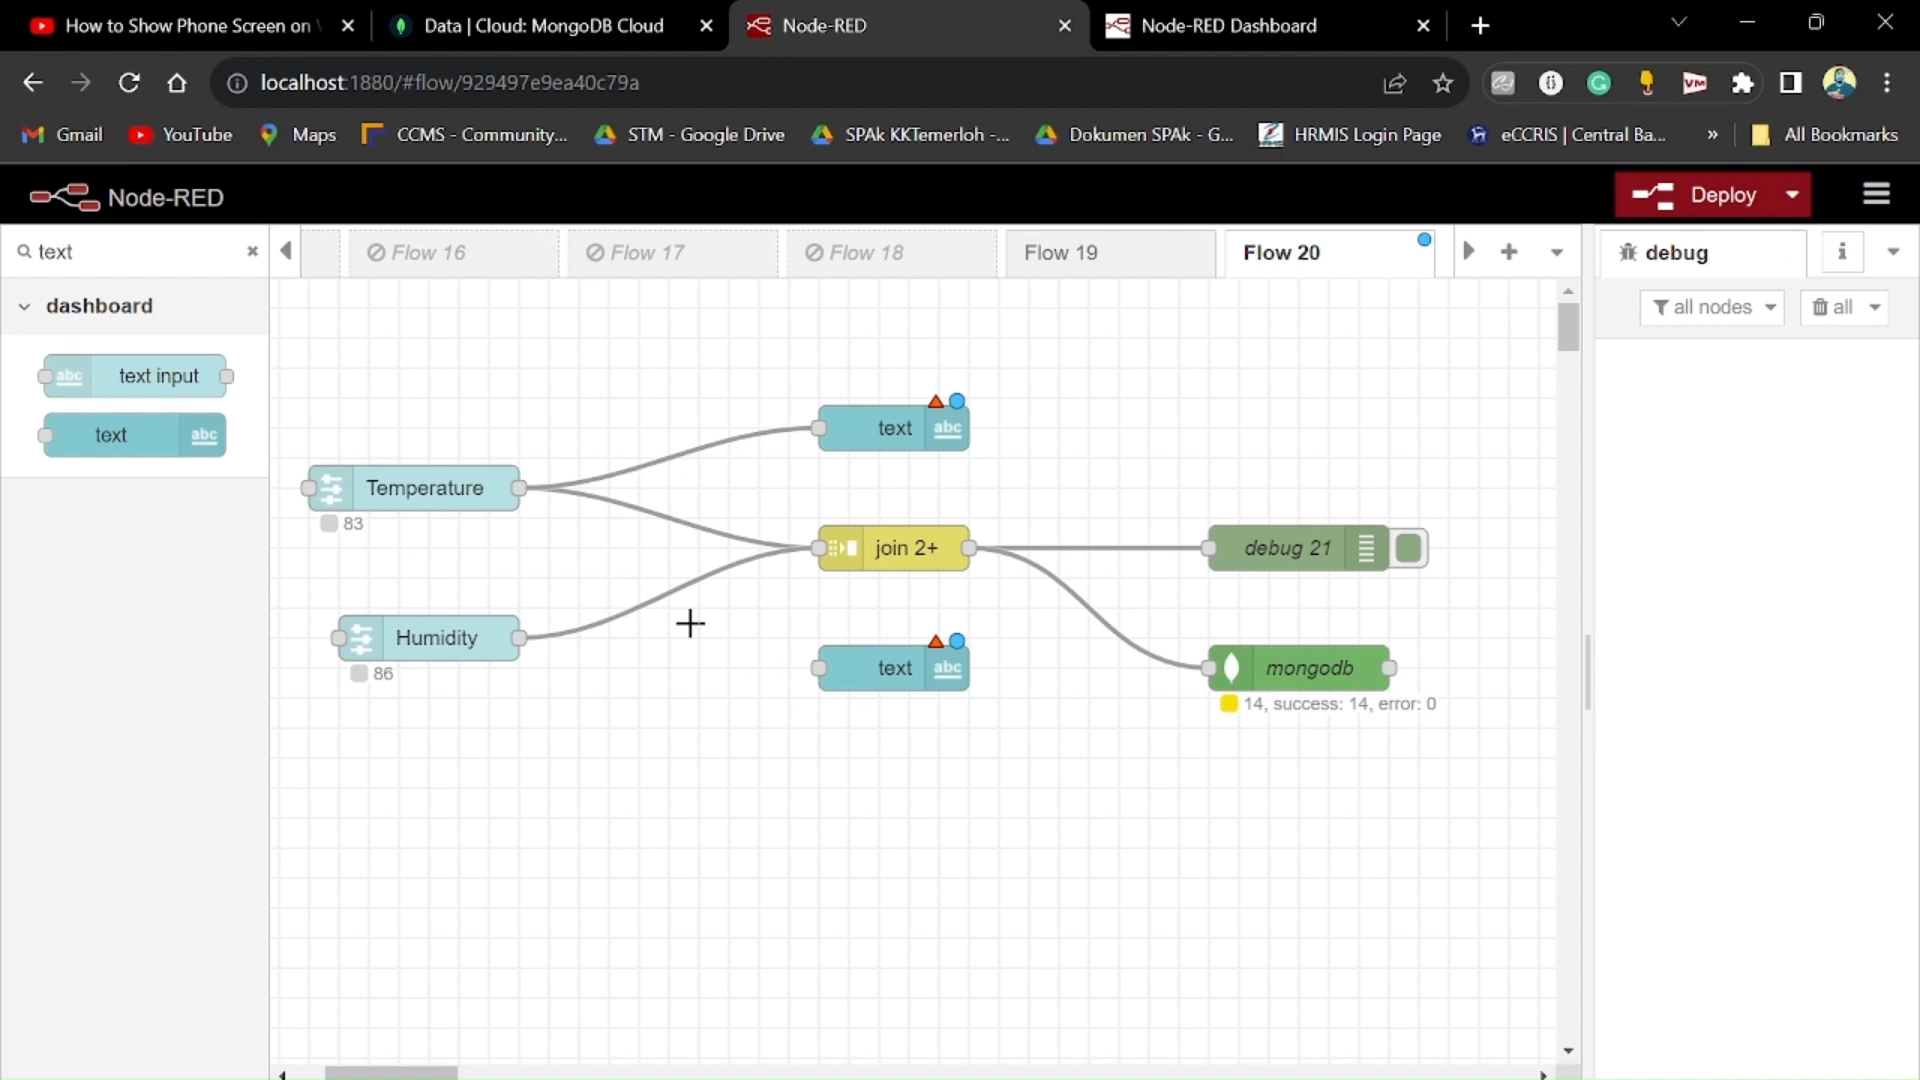 How to Show Phone Screen on
Data | Cloud: MongoDB Cloud
Node-RED
Node-RED Dashboard
localhost:1880/#flow/929497e9ea40c79a
Gmail
YouTube
Maps
CCMS - Community...
STM - Google Drive
SPAk KKTemerloh -...
Dokumen SPAk - G...
HRMIS Login Page
eCCRIS | Central Ba...
»
All Bookmarks
Node-RED
Deploy
text
Flow 16
Flow 17
Flow 18
Flow 19
Flow 20
debug
i
dashboard
all nodes
all
abc text input
text abc
text abc
Temperature
83
join 2+
debug 21
Humidity
86
text abc
mongodb
14, success: 14, error: 0